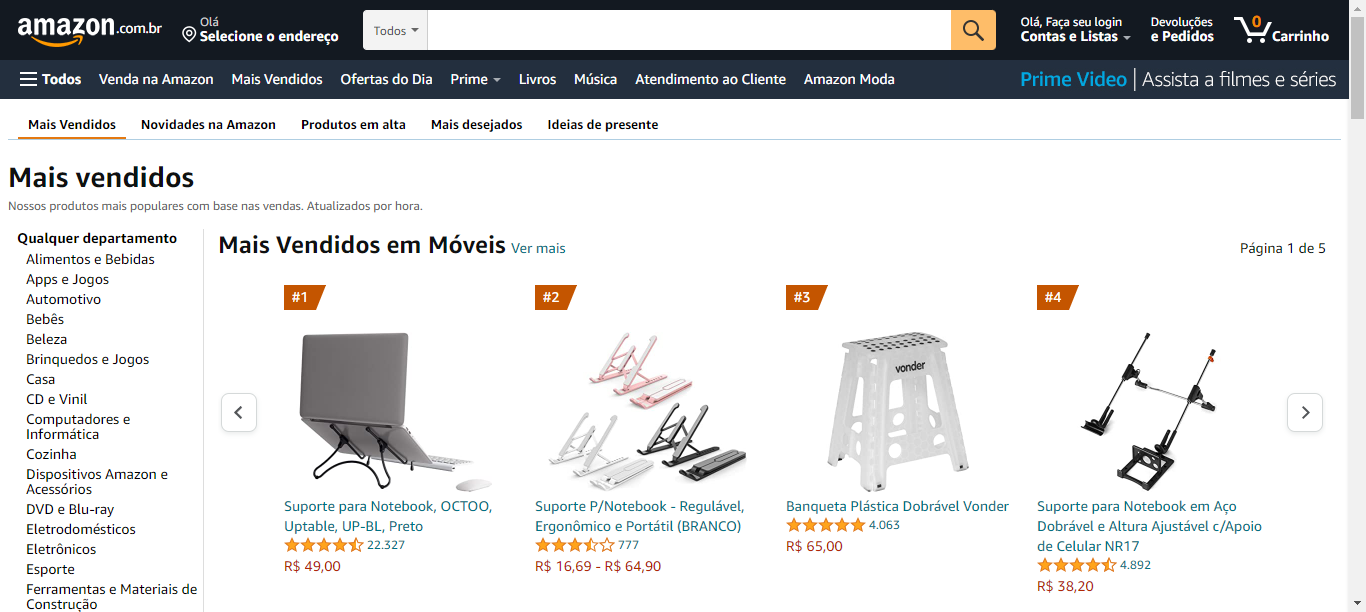 amazon.com.br
Olá
Selecione o endereço
Todos
Olá, Faça seu login
Contas e Listas
Devoluções
e Pedidos
0
Carrinho
Todos
Venda na Amazon
Mais Vendidos
Ofertas do Dia
Prime
Livros
Música
Atendimento ao Cliente
Amazon Moda
Prime Video | Assista a filmes e séries
Mais Vendidos
Novidades na Amazon
Produtos em alta
Mais desejados
Ideias de presente
Mais vendidos
Nossos produtos mais populares com base nas vendas. Atualizados por hora.
Qualquer departamento
Alimentos e Bebidas
Apps e Jogos
Automotivo
Bebês
Beleza
Brinquedos e Jogos
Casa
CD e Vinil
Computadores e
Informática
Cozinha
Dispositivos Amazon e
Acessórios
DVD e Blu-ray
Eletrodomésticos
Eletrônicos
Esporte
Ferramentas e Materiais de
Construção
Mais Vendidos em Móveis Ver mais
Página 1 de 5
#1
Suporte para Notebook, OCTOO,
Uptable, UP-BL, Preto
22.327
R$ 49,00
#2
Suporte P/Notebook - Regulável,
Ergonômico e Portátil (BRANCO)
777
R$ 16,69 - R$ 64,90
#3
vonder
Banqueta Plástica Dobrável Vonder
4.063
R$ 65,00
#4
Suporte para Notebook em Aço
Dobrável e Altura Ajustável c/Apoio
de Celular NR17
4.892
R$ 38,20